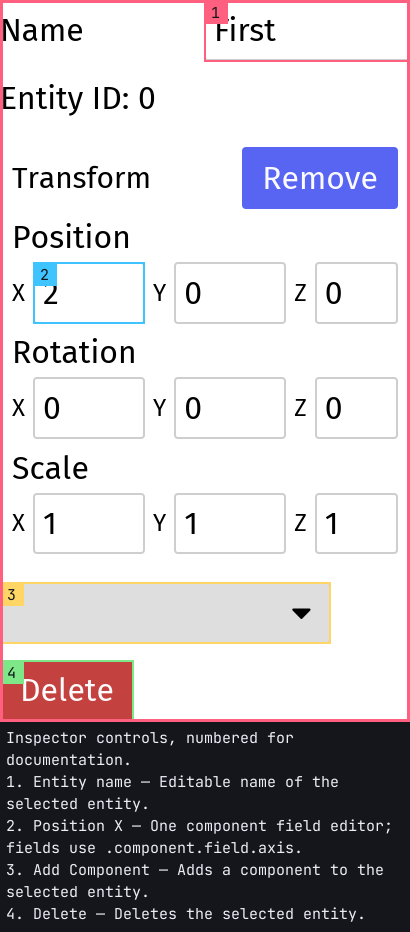 Name
1
First
Entity ID: 0
Transform
Remove
Position
X 2 2 Y 0 Z 0
Rotation
X 0 Y 0 Z 0
Scale
X 1 Y 1 Z 1
3
4
Delete
Inspector controls, numbered for
documentation.
1. Entity name — Editable name of the
selected entity.
2. Position X — One component field editor;
fields use .component.field.axis.
3. Add Component — Adds a component to the
selected entity.
4. Delete — Deletes the selected entity.